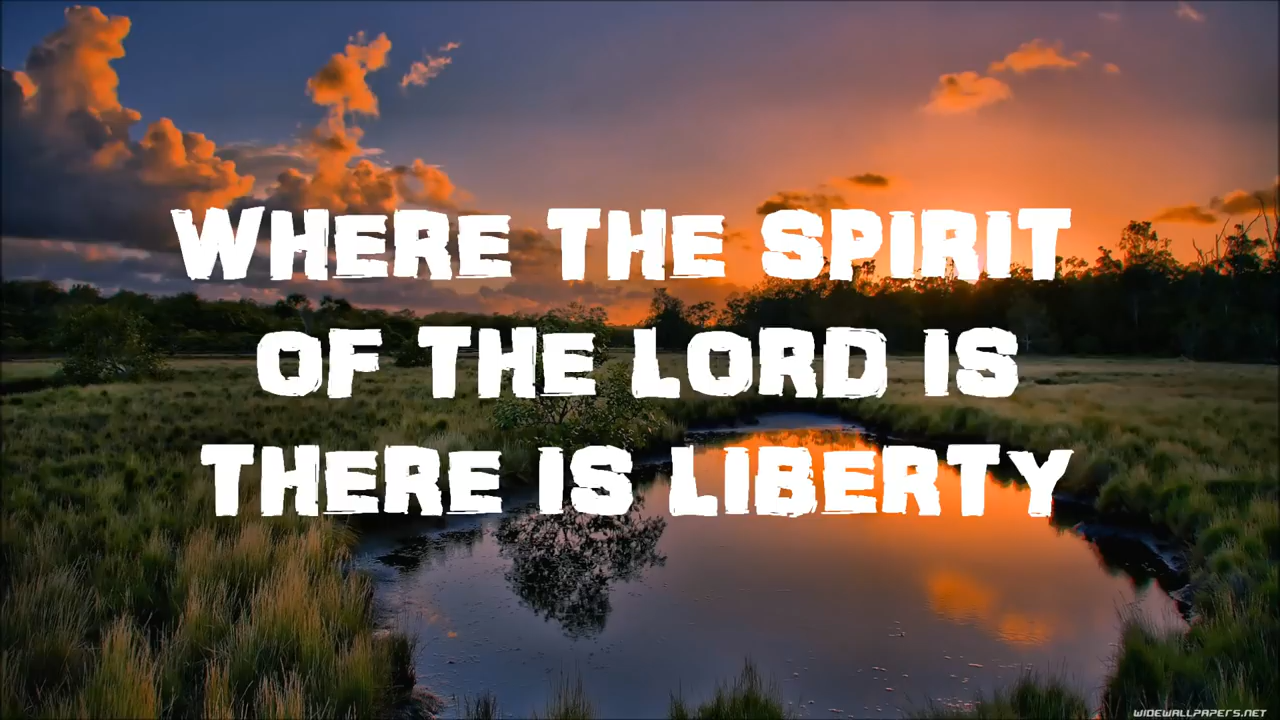 WHERE THE SPIRIT
OF THE LORD IS
THERE IS LIBERTY
WIDEWALLPAPERS.NET